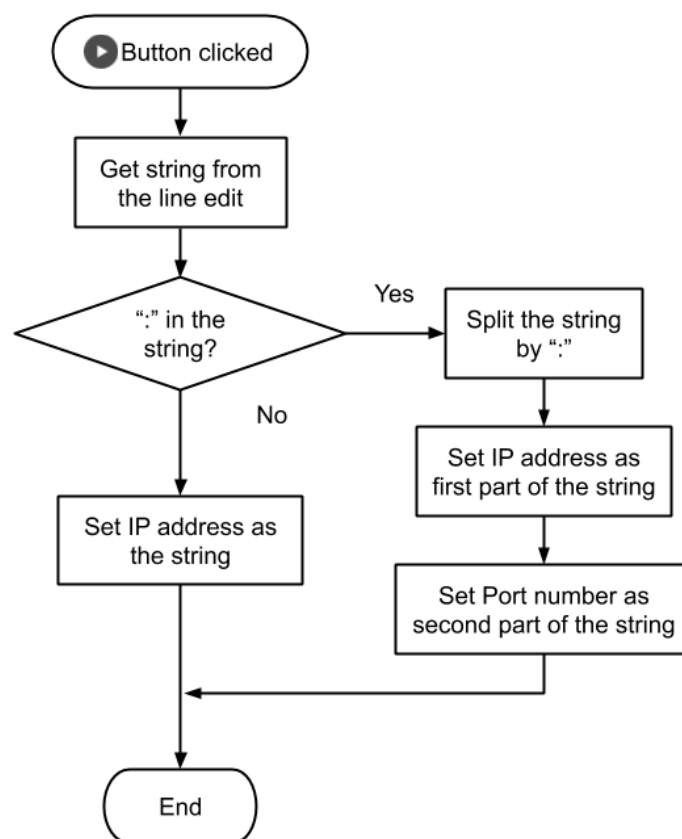 Button clicked
Get string from
the line edit
“:” in the
string?
Yes
Split the string
by “:”
No
Set IP address as
first part of the string
Set IP address as
the string
Set Port number as
second part of the string
End